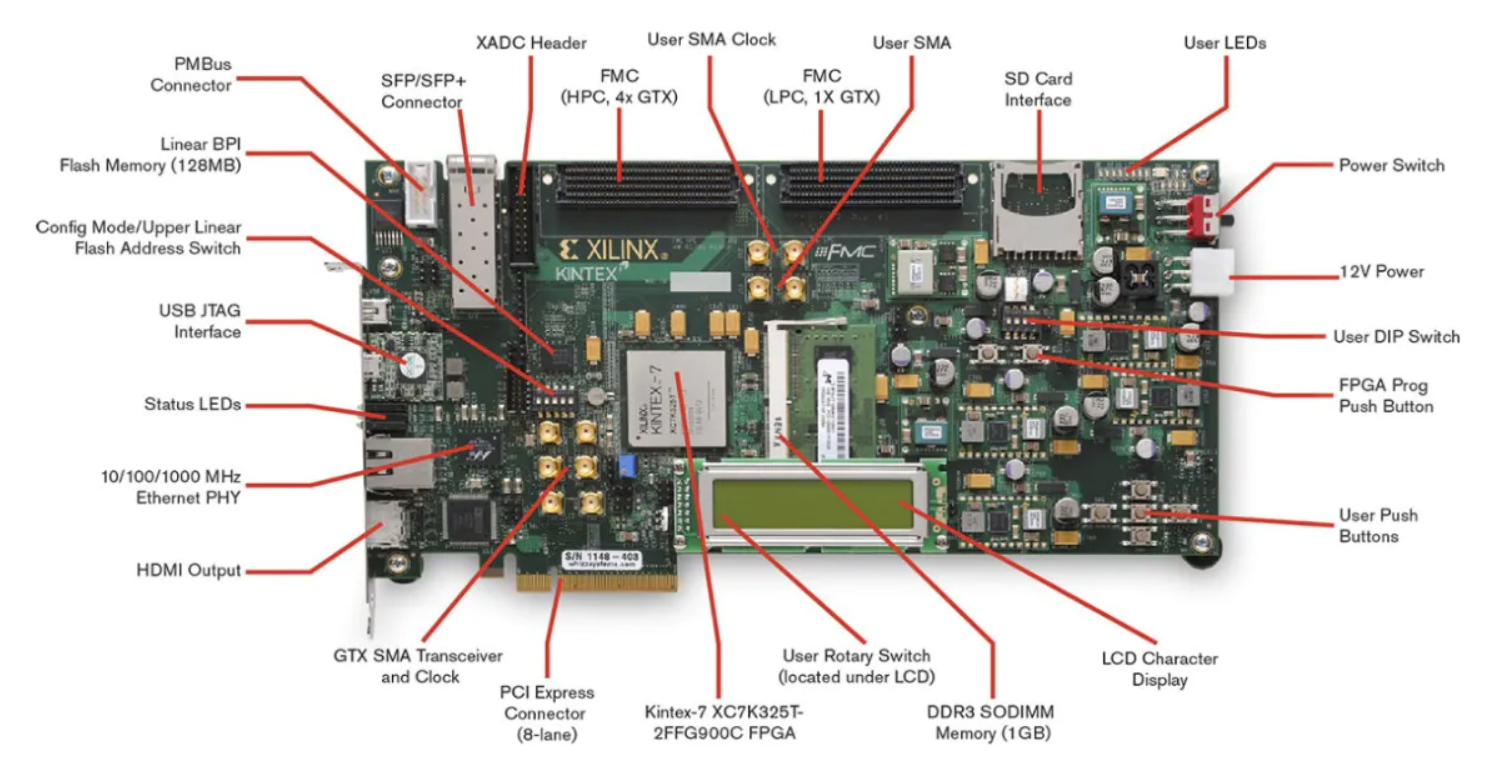 XADC Header
User SMA Clock
User SMA
User LEDs
PMBus
Connector
SFP/SFP+
Connector
FMC
(HPC, 4x GTX)
FMC
(LPC, 1X GTX)
SD Card
Interface
Linear BPI
Flash Memory (128MB)
Power Switch
Config Mode/Upper Linear
Flash Address Switch
XILINX®
KINTEX™
FMC
12V Power
USB JTAG
Interface
User DIP Switch
XILINX®
KINTEX-7
XC7K325T™
FPGA Prog
Push Button
Status LEDs
10/100/1000 MHz
Ethernet PHY
User Push
Buttons
S/N 1148-403
whizzsystems.com
HDMI Output
GTX SMA Transceiver
and Clock
PCI Express
Connector
(8-lane)
Kintex-7 XC7K325T-
2FFG900C FPGA
User Rotary Switch
(located under LCD)
DDR3 SODIMM
Memory (1GB)
LCD Character
Display